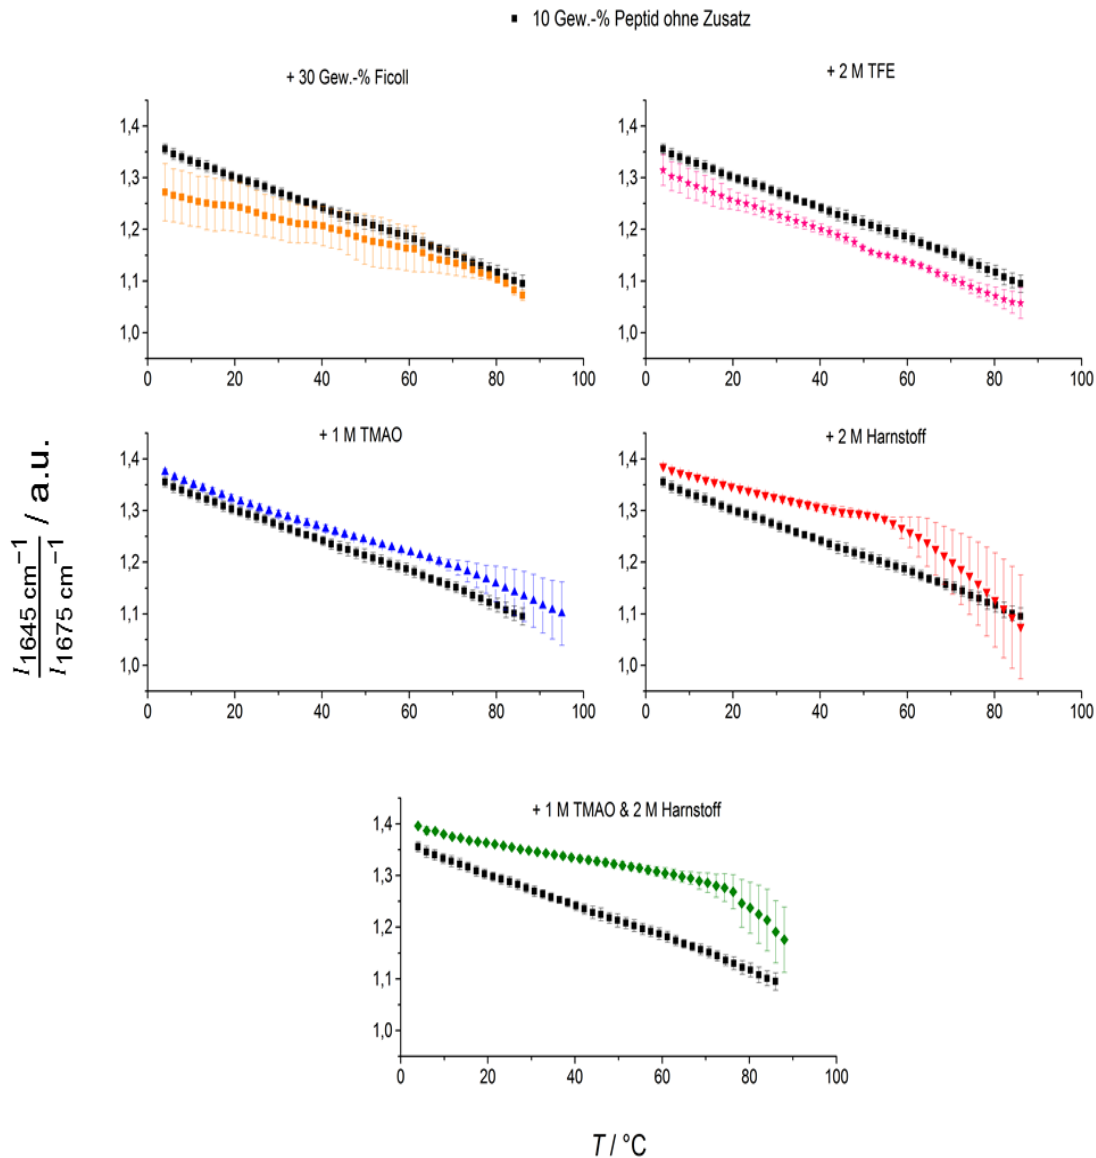 10 Gew.-% Peptid ohne Zusatz
+ 30 Gew.-% Ficoll
1,4
1,3
1,2
1,1
1,0
0 20 40 60 80 100
+ 2 M TFE
1,4
1,3
1,2
1,1
1,0
0 20 40 60 80 100
I1645 cm−1 / I1675 cm−1 / a.u.
+ 1 M TMAO
1,4
1,3
1,2
1,1
1,0
0 20 40 60 80 100
+ 2 M Harnstoff
1,4
1,3
1,2
1,1
1,0
0 20 40 60 80 100
+ 1 M TMAO & 2 M Harnstoff
1,4
1,3
1,2
1,1
1,0
0 20 40 60 80 100
T / °C